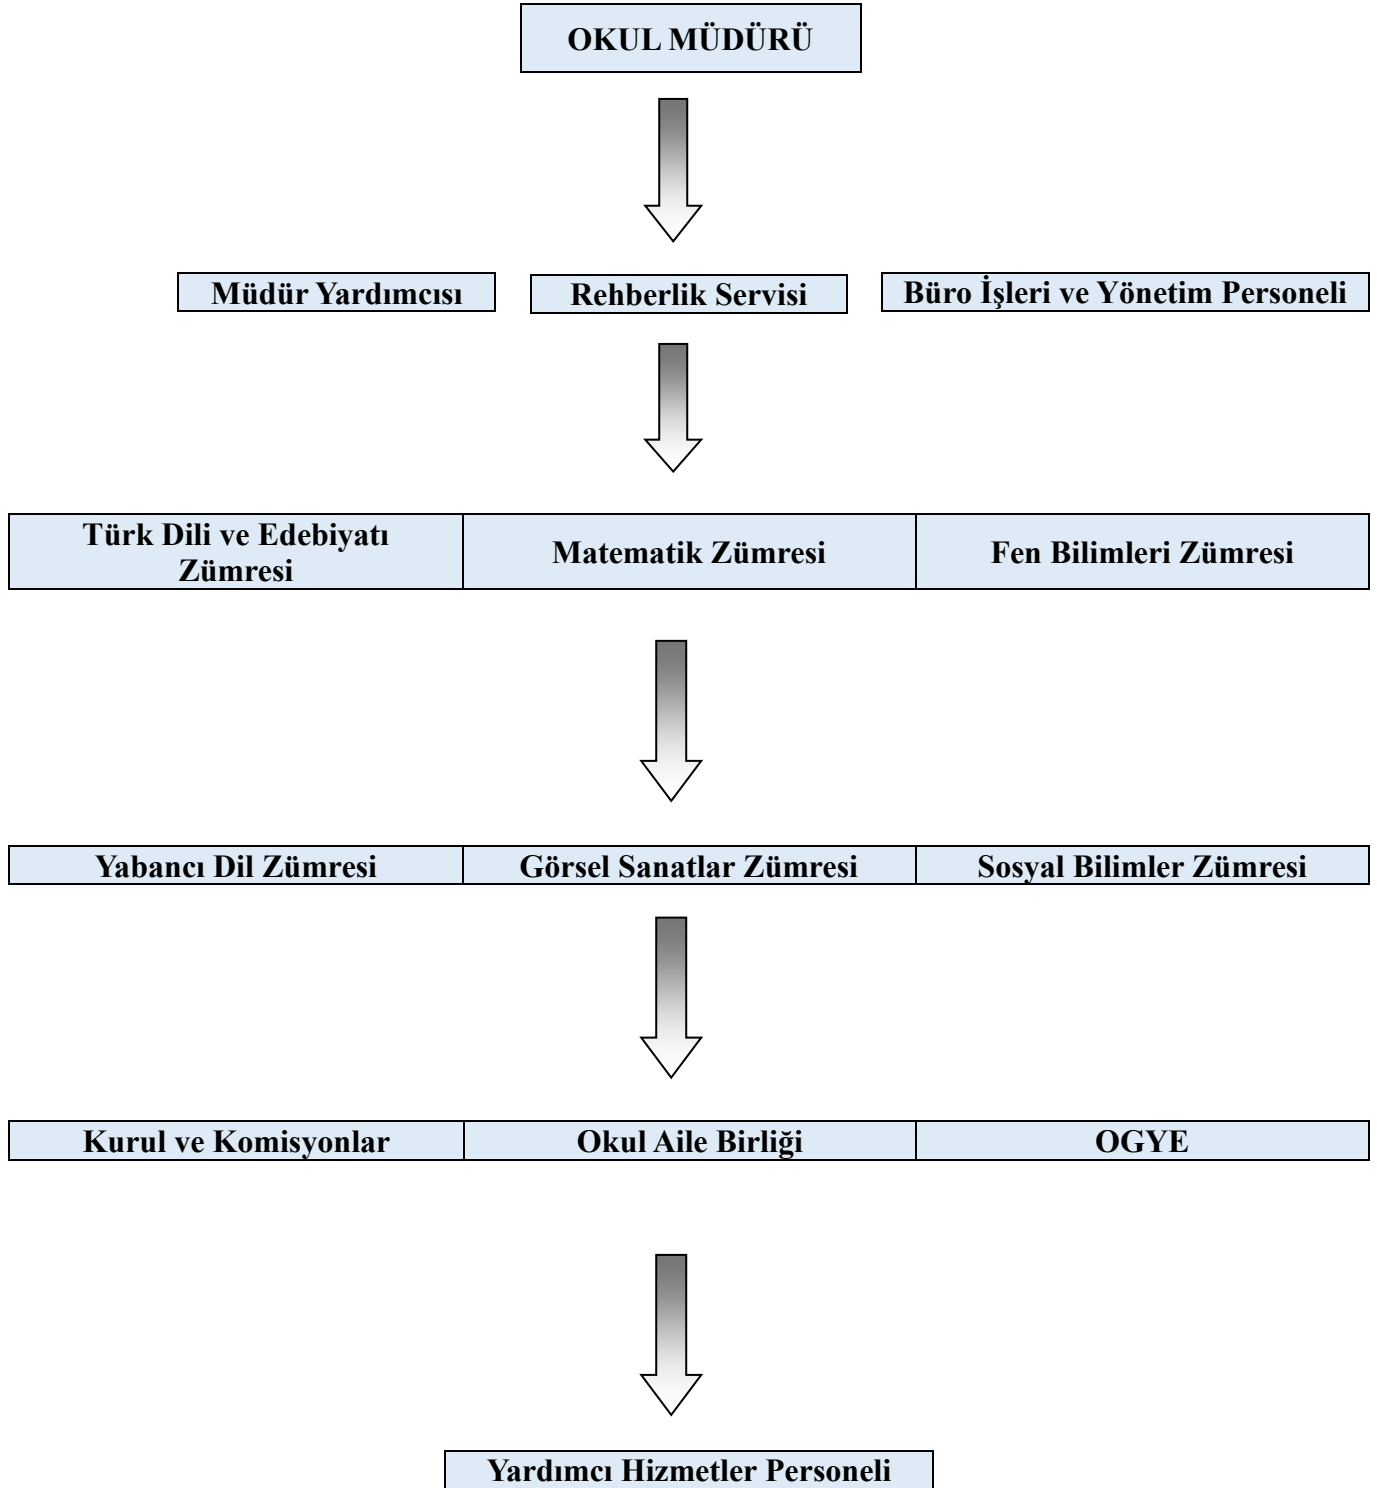 OKUL MÜDÜRÜ
Müdür Yardımcısı
Rehberlik Servisi
Büro İşleri ve Yönetim Personeli
Türk Dili ve Edebiyatı
Zümresi
Matematik Zümresi
Fen Bilimleri Zümresi
Yabancı Dil Zümresi
Görsel Sanatlar Zümresi
Sosyal Bilimler Zümresi
Kurul ve Komisyonlar
Okul Aile Birliği
OGYE
Yardımcı Hizmetler Personeli